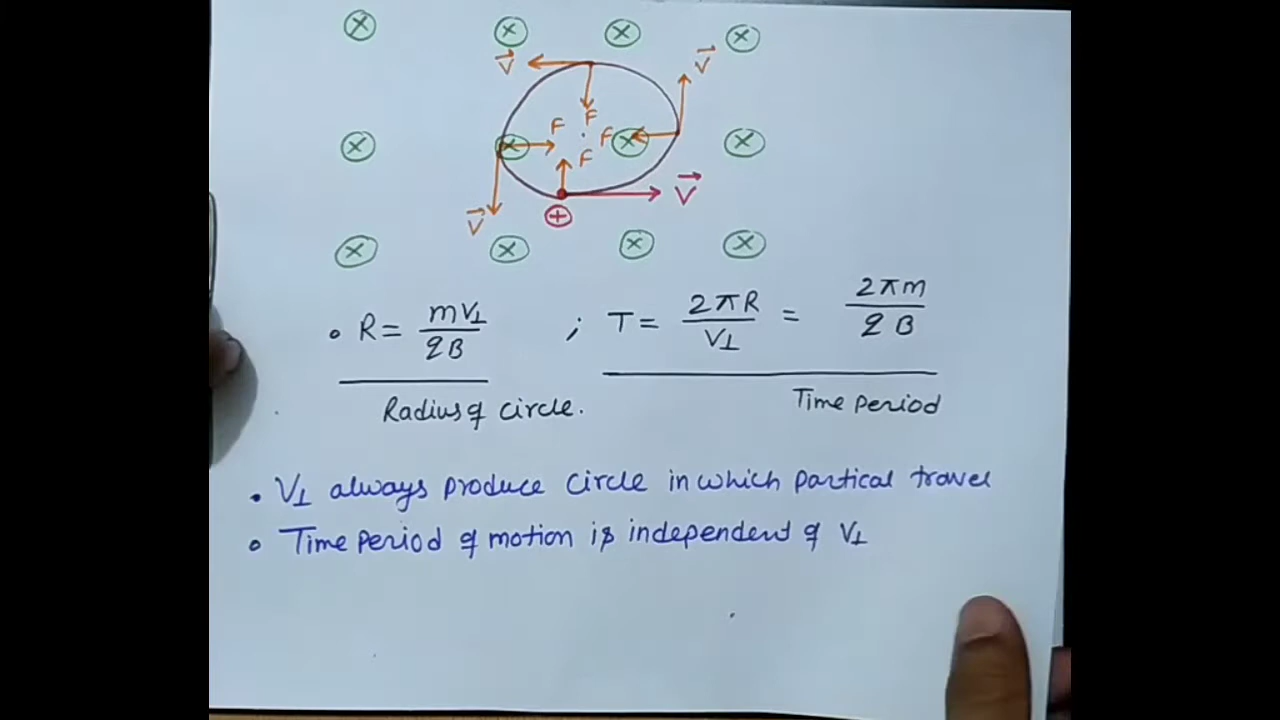 ⊗ ⊗ ⊗ ⊗
V⃗ V⃗
F
F F
⊗ ⊗ ⊗ ⊗
F
V⃗ V⃗
⊕
⊗ ⊗ ⊗ ⊗
• R = mV⊥/qB ; T = 2πR/V⊥ = 2πm/qB
Radius of circle. Time period
• V⊥ always produce circle in which partical travel
• Time period of motion is independent of V⊥